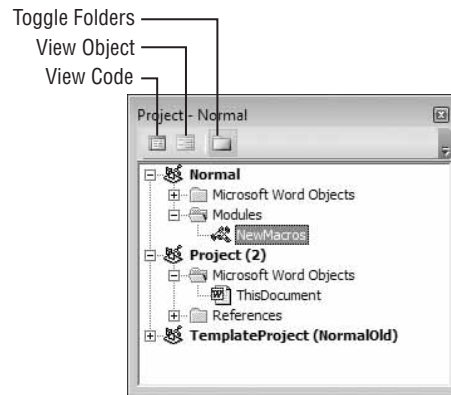 Toggle Folders
View Object
View Code
Project - Normal
Normal
Microsoft Word Objects
Modules
NewMacros
Project (2)
Microsoft Word Objects
ThisDocument
References
TemplateProject (NormalOld)